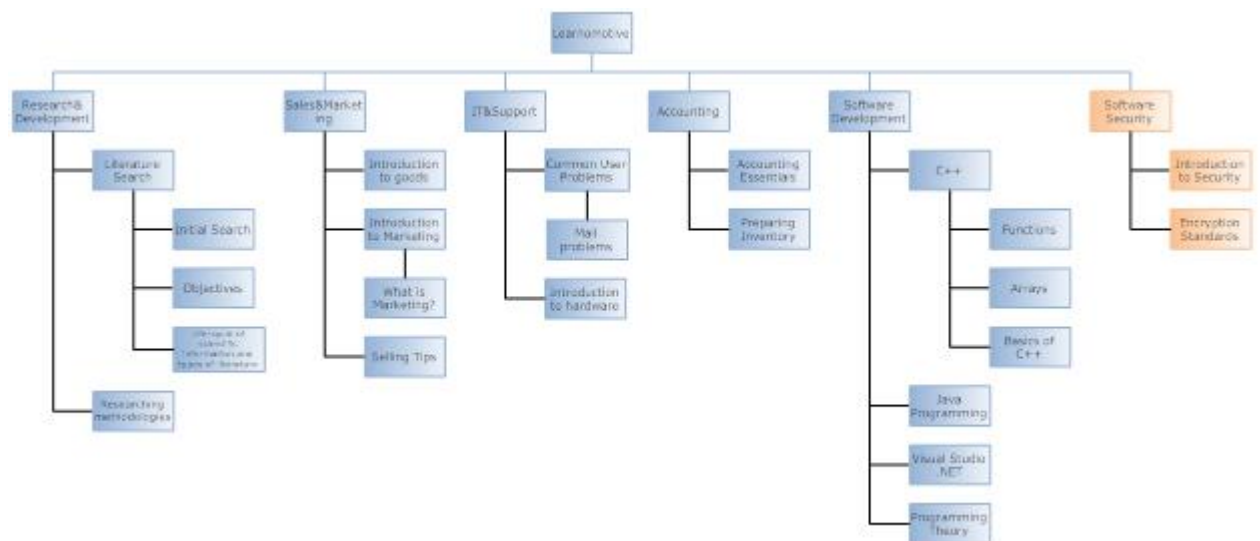 Learnomotive
Research&
Development
Sales&Market
ing
IT&Support
Accounting
Software
Development
Software
Security
Literature
Search
Initial Search
Objectives
Researching
methodologies
Introduction
to goods
Introduction
to Marketing
What is
Marketing?
Selling Tips
Common User
Problems
Mail
problems
Introduction
to hardware
Accounting
Essentials
Preparing
Inventory
C++
Functions
Arrays
Basics of
C++
Java
Programming
Visual Studio
NET
Programming
Theory
Introduction
to Security
Encryption
Standards